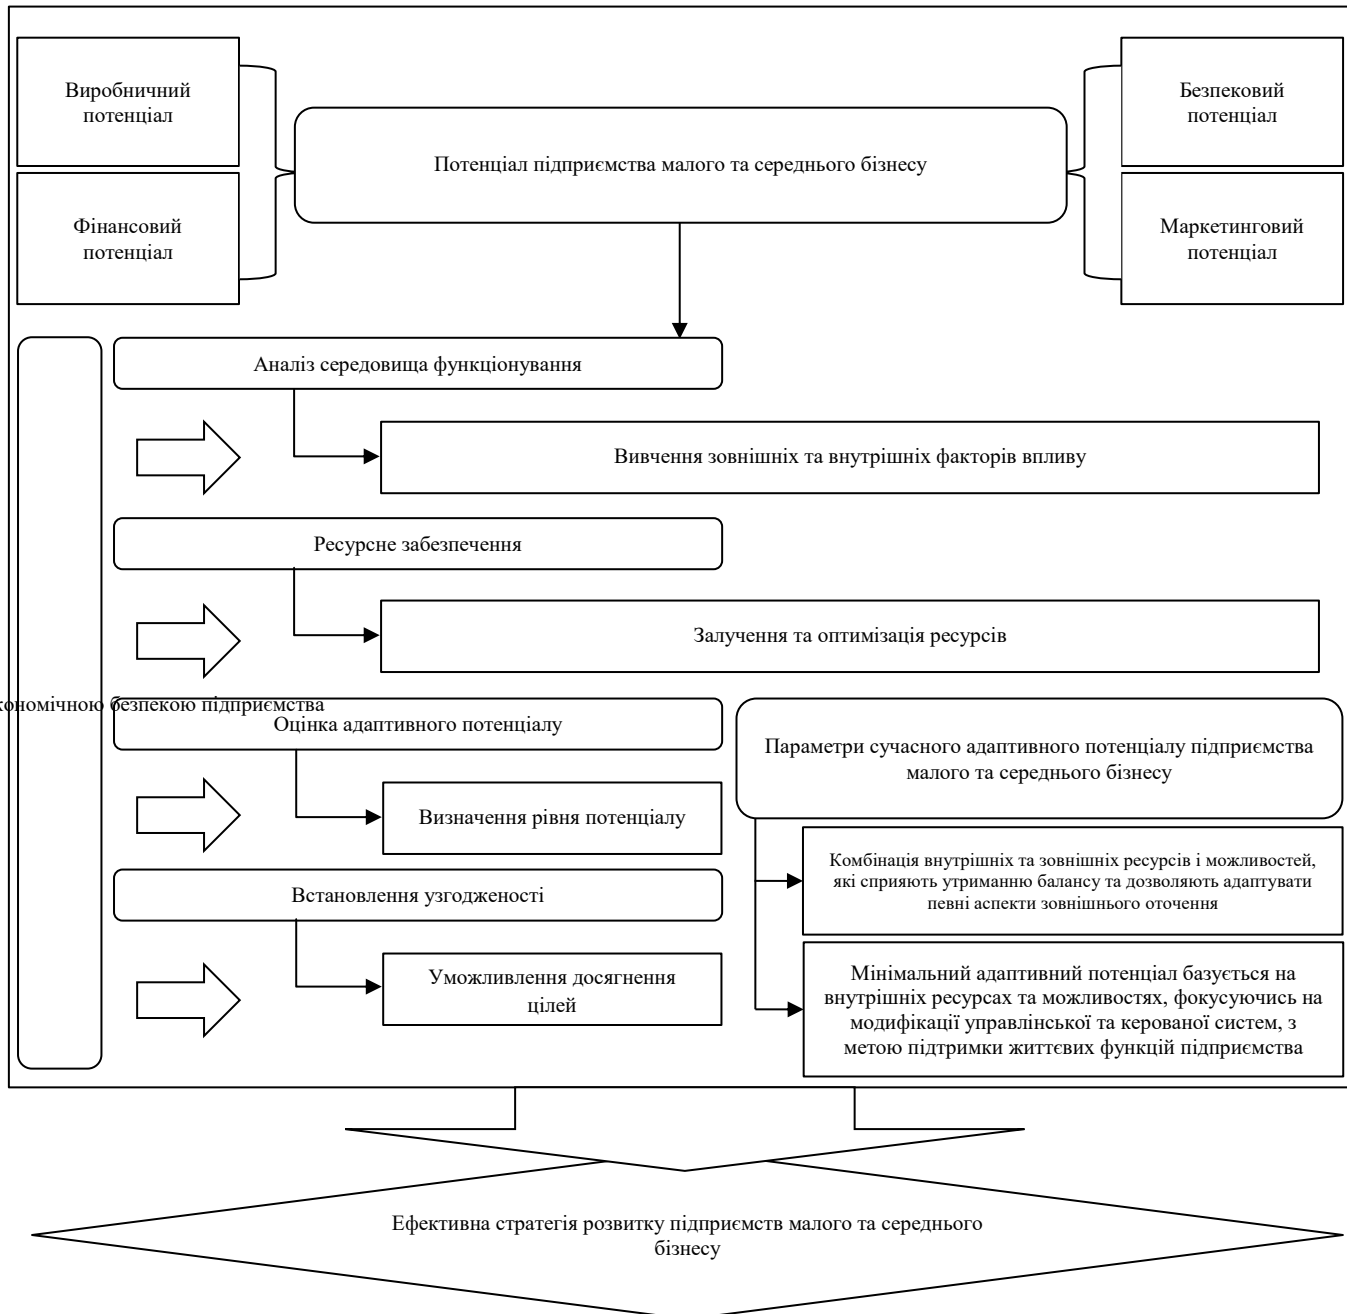 Виробничий
потенціал
Безпековий
потенціал
Потенціал підприємства малого та середнього бізнесу
Фінансовий
потенціал
Маркетинговий
потенціал
Аналіз середовища функціонування
Вивчення зовнішніх та внутрішніх факторів впливу
Ресурсне забезпечення
Залучення та оптимізація ресурсів
безпекою підприємства
Оцінка адаптивного потенціалу
Визначення рівня потенціалу
Встановлення узгодженості
Уможливлення досягнення
цілей
Параметри сучасного адаптивного потенціалу підприємства
малого та середнього бізнесу
Комбінація внутрішніх та зовнішніх ресурсів і можливостей,
які сприяють утриманню балансу та дозволяють адаптувати
певні аспекти зовнішнього оточення
Мінімальний адаптивний потенціал базується на
внутрішніх ресурсах та можливостях, фокусуючись на
модифікації управлінської та керованої систем, з
метою підтримки життєвих функцій підприємства
Ефективна стратегія розвитку підприємств малого та середнього
бізнесу